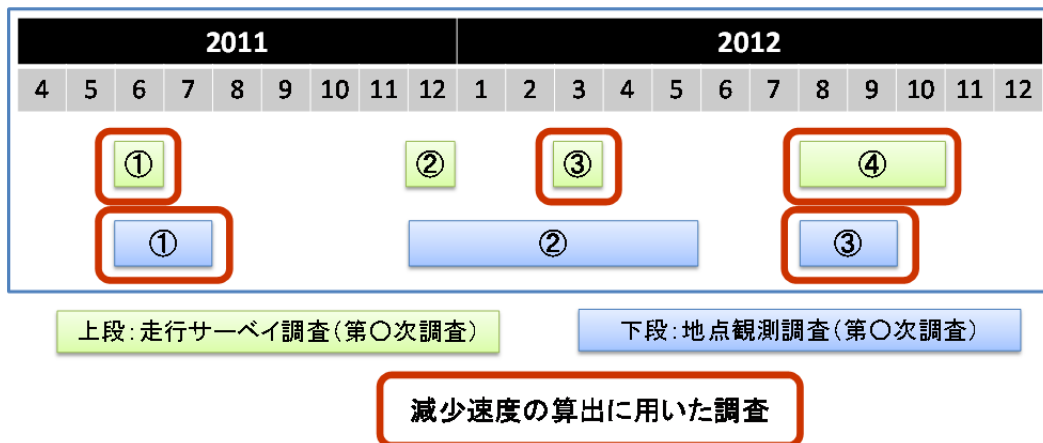 2011 2012
4 5 6 7 8 9 10 11 12 1 2 3 4 5 6 7 8 9 10 11 12
① ② ③ ④
① ② ③
上段:走行サーベイ調査(第〇次調査) 下段:地点観測調査(第〇次調査)
減少速度の算出に用いた調査